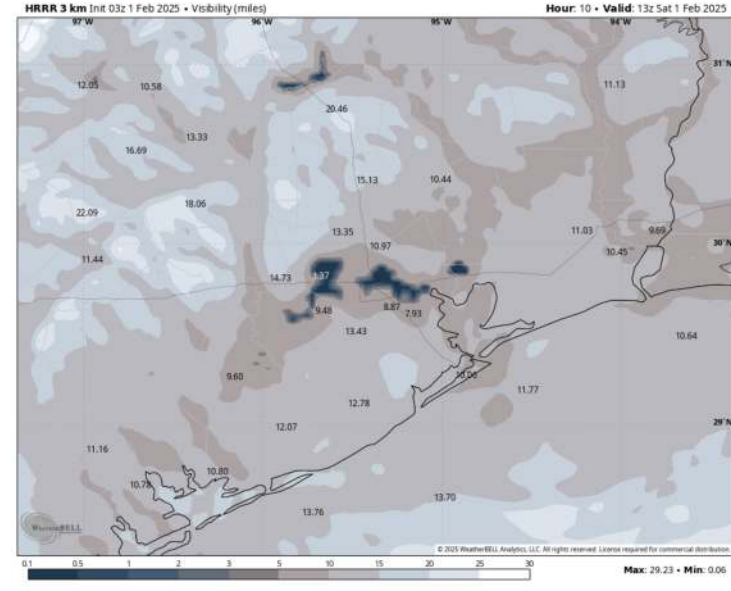 HRRR 3 km Init 03z 1 Feb 2025 • Visibility (miles) Hour: 10 • Valid: 13z Sat 1 Feb 2025
97°W 96°W 95°W 94°W
31°N
12.05 10.58 11.13
20.46
13.33
16.69
15.13 10.44
18.06
22.09
13.35 11.03 9.69
10.97 30°N
10.45
11.44
14.73 1.37
9.48 8.87 7.93
13.43 10.64
9.60 10.06
11.77
12.78
12.07 29°N
11.16
10.80
10.78
13.70
13.76
WeatherBELL
© 2025 WeatherBELL Analytics, LLC. All rights reserved. License required for commercial distribution.
0.1 0.5 1 2 3 5 10 15 20 25 30
Max: 29.23 • Min: 0.06